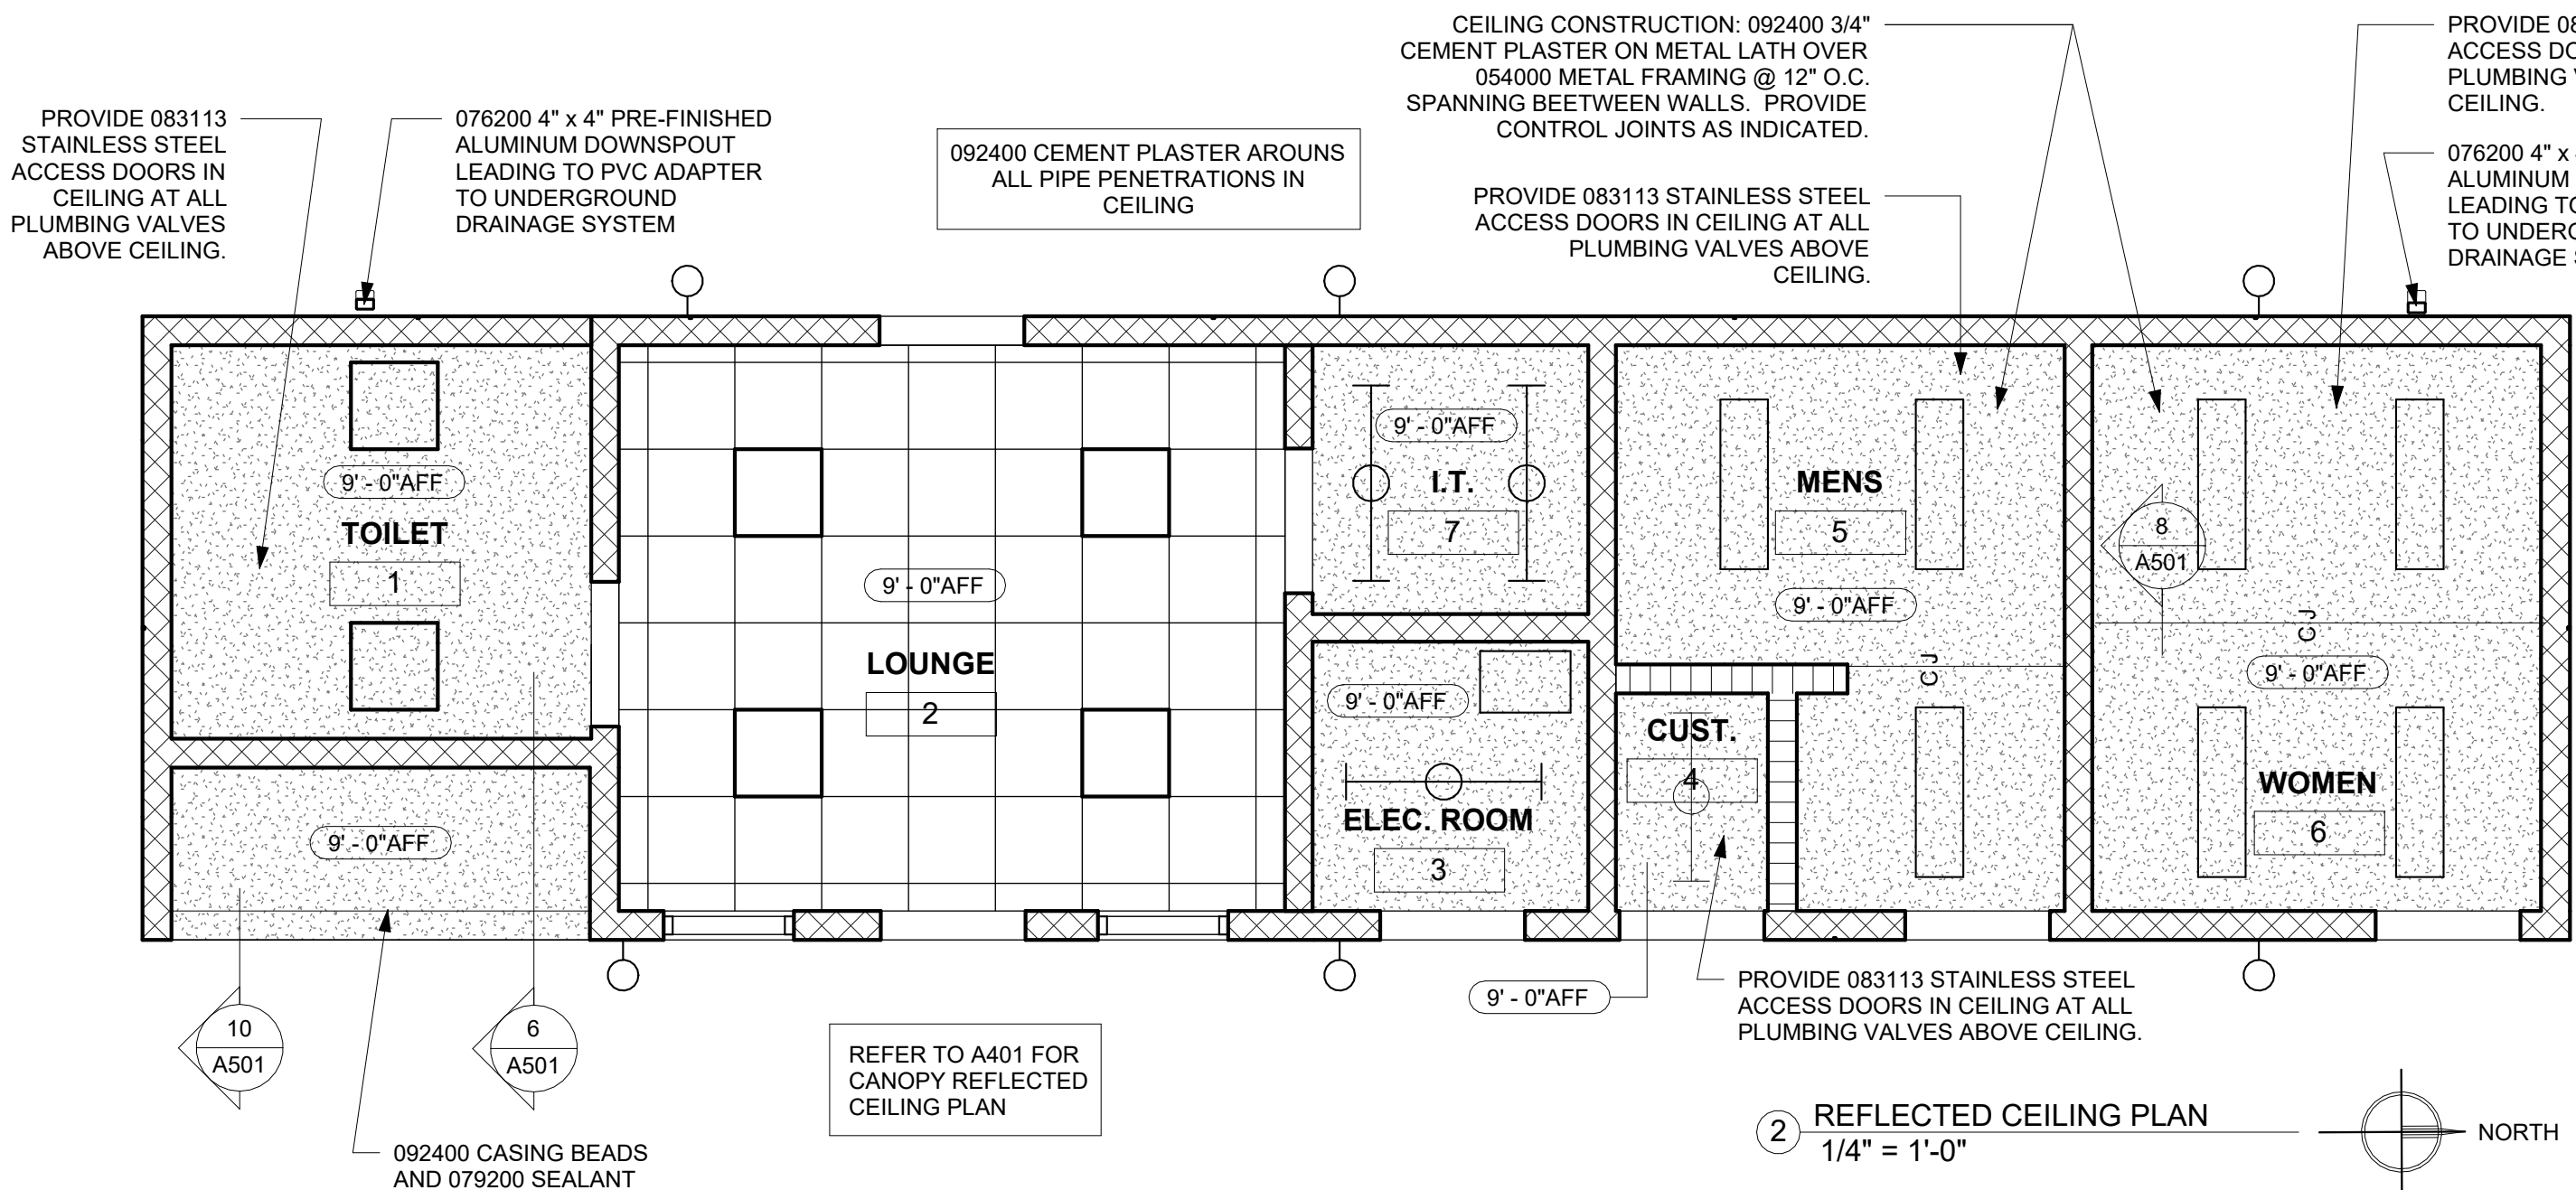 CEILING CONSTRUCTION: 092400 3/4"
CEMENT PLASTER ON METAL LATH OVER
054000 METAL FRAMING @ 12" O.C.
SPANNING BEETWEEN WALLS. PROVIDE
CONTROL JOINTS AS INDICATED.
PROVIDE 08
ACCESS DO
PLUMBING
CEILING.
PROVIDE 083113
STAINLESS STEEL
ACCESS DOORS IN
CEILING AT ALL
PLUMBING VALVES
ABOVE CEILING.
076200 4" x 4" PRE-FINISHED
ALUMINUM DOWNSPOUT
LEADING TO PVC ADAPTER
TO UNDERGROUND
DRAINAGE SYSTEM
092400 CEMENT PLASTER AROUNS
ALL PIPE PENETRATIONS IN
CEILING
PROVIDE 083113 STAINLESS STEEL
ACCESS DOORS IN CEILING AT ALL
PLUMBING VALVES ABOVE
CEILING.
076200 4" x
ALUMINUM
LEADING TO
TO UNDERG
DRAINAGE
9' - 0"AFF
TOILET
1
9' - 0"AFF
9' - 0"AFF
LOUNGE
2
9' - 0"AFF
I.T.
7
9' - 0"AFF
ELEC. ROOM
3
MENS
5
9' - 0"AFF
CJ
CUST.
4
8
A501
CJ
9' - 0"AFF
WOMEN
6
9' - 0"AFF
PROVIDE 083113 STAINLESS STEEL
ACCESS DOORS IN CEILING AT ALL
PLUMBING VALVES ABOVE CEILING.
10
A501
6
A501
REFER TO A401 FOR
CANOPY REFLECTED
CEILING PLAN
092400 CASING BEADS
AND 079200 SEALANT
2
REFLECTED CEILING PLAN
1/4" = 1'-0"
NORTH